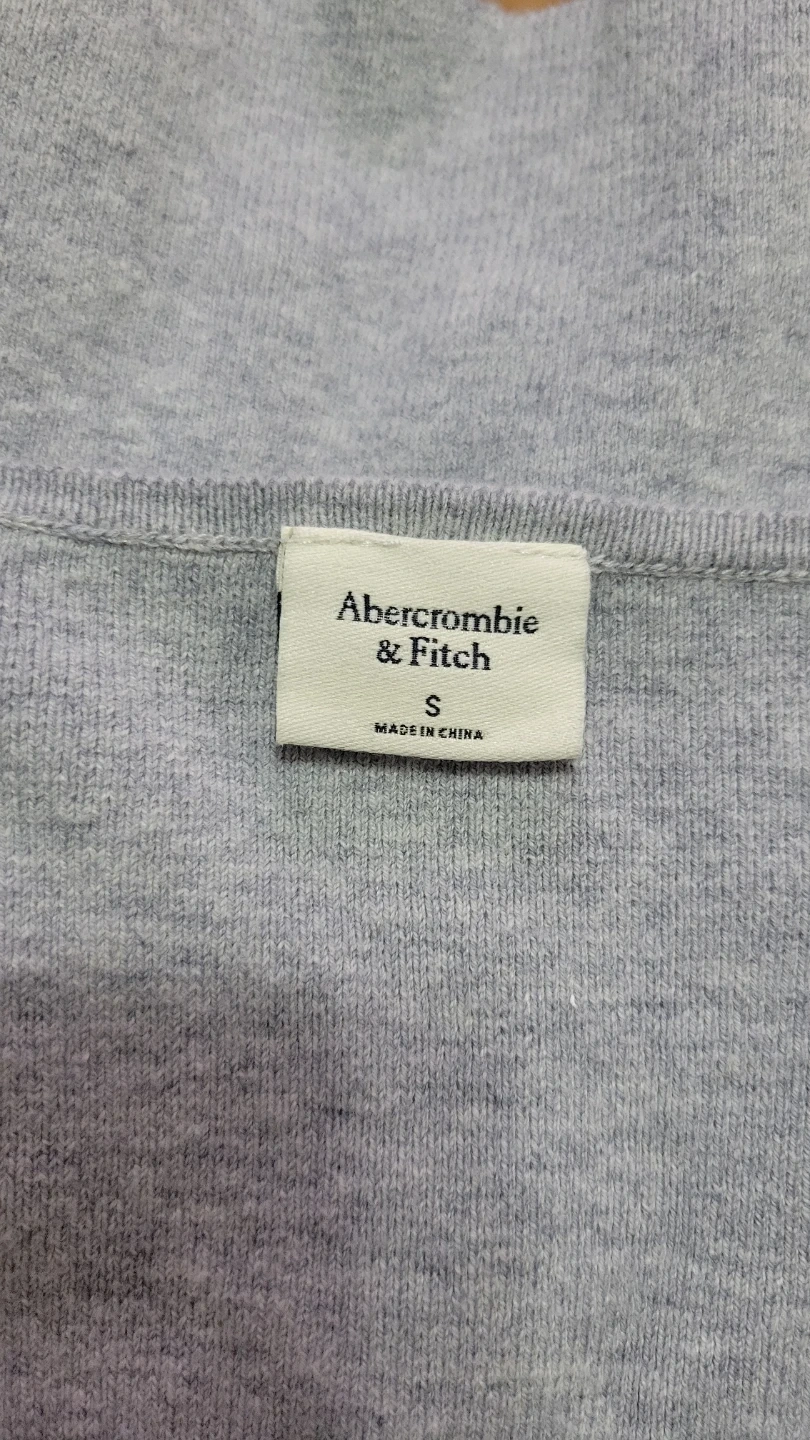 Abercrombie
& Fitch
S
MADE IN CHINA